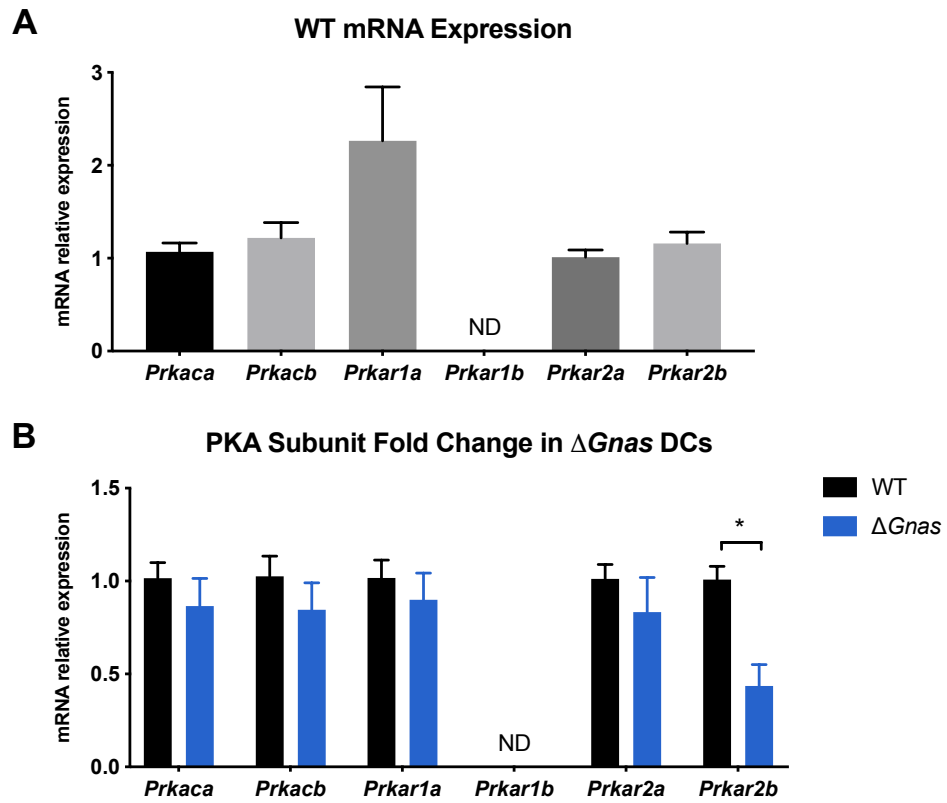 A
WT mRNA Expression
mRNA relative expression
3
2
1
0
ND
Prkaca Prkacb Prkar1a Prkar1b Prkar2a Prkar2b
B
PKA Subunit Fold Change in ΔGnas DCs
mRNA relative expression
1.5
1.0
0.5
0.0
WT
ΔGnas
*
ND
Prkaca Prkacb Prkar1a Prkar1b Prkar2a Prkar2b